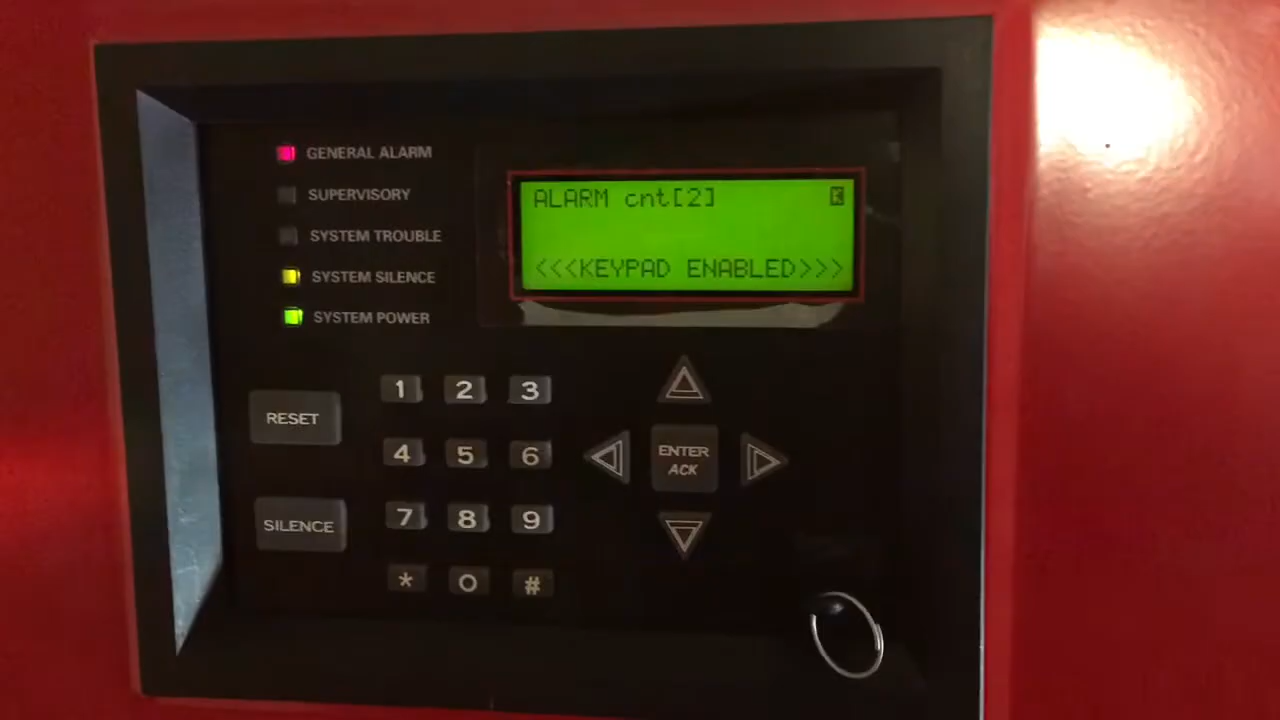 GENERAL ALARM
SUPERVISORY
SYSTEM TROUBLE
SYSTEM SILENCE
SYSTEM POWER
ALARM cnt[2] K
<<<KEYPAD ENABLED>>>
RESET
SILENCE
1 2 3
4 5 6
7 8 9
* 0 #
ENTER
ACK